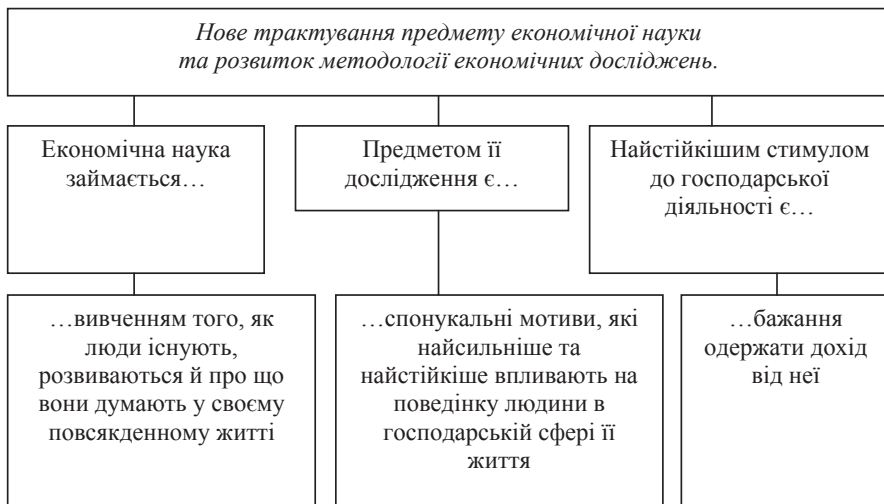 Нове трактування предмету економічної науки
та розвиток методології економічних досліджень.
Економічна наука
займається…
Предметом її
дослідження є…
Найстійкішим стимулом
до господарської
діяльності є…
…вивченням того, як
люди існують,
розвиваються й про що
вони думають у своєму
повсякденному житті
…спонукальні мотиви, які
найсильніше та
найстійкіше впливають на
поведінку людини в
господарській сфері її
життя
…бажання
одержати дохід
від неї